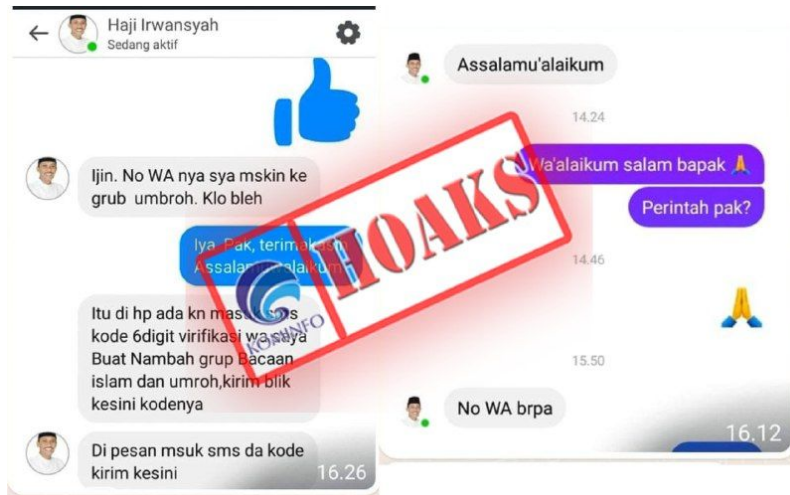 Haji Irwansyah
Sedang aktif
Ijin. No WA nya sya mskin ke
grub umbroh. Klo bleh
Iya Pak, terimakasih
Assalamu'alaikum
Itu di hp ada kn masuk sms
kode 6digit virifikasi wa saya
Buat Nambah grup Bacaan
islam dan umroh,kirim blik
kesini kodenya
Di pesan msuk sms da kode
kirim kesini
16.26
HOAKS
KOMINFO
Assalamu'alaikum
14.24
Wa'alaikum salam bapak 🙏
Perintah pak?
14.46
🙏
15.50
No WA brpa
16.12